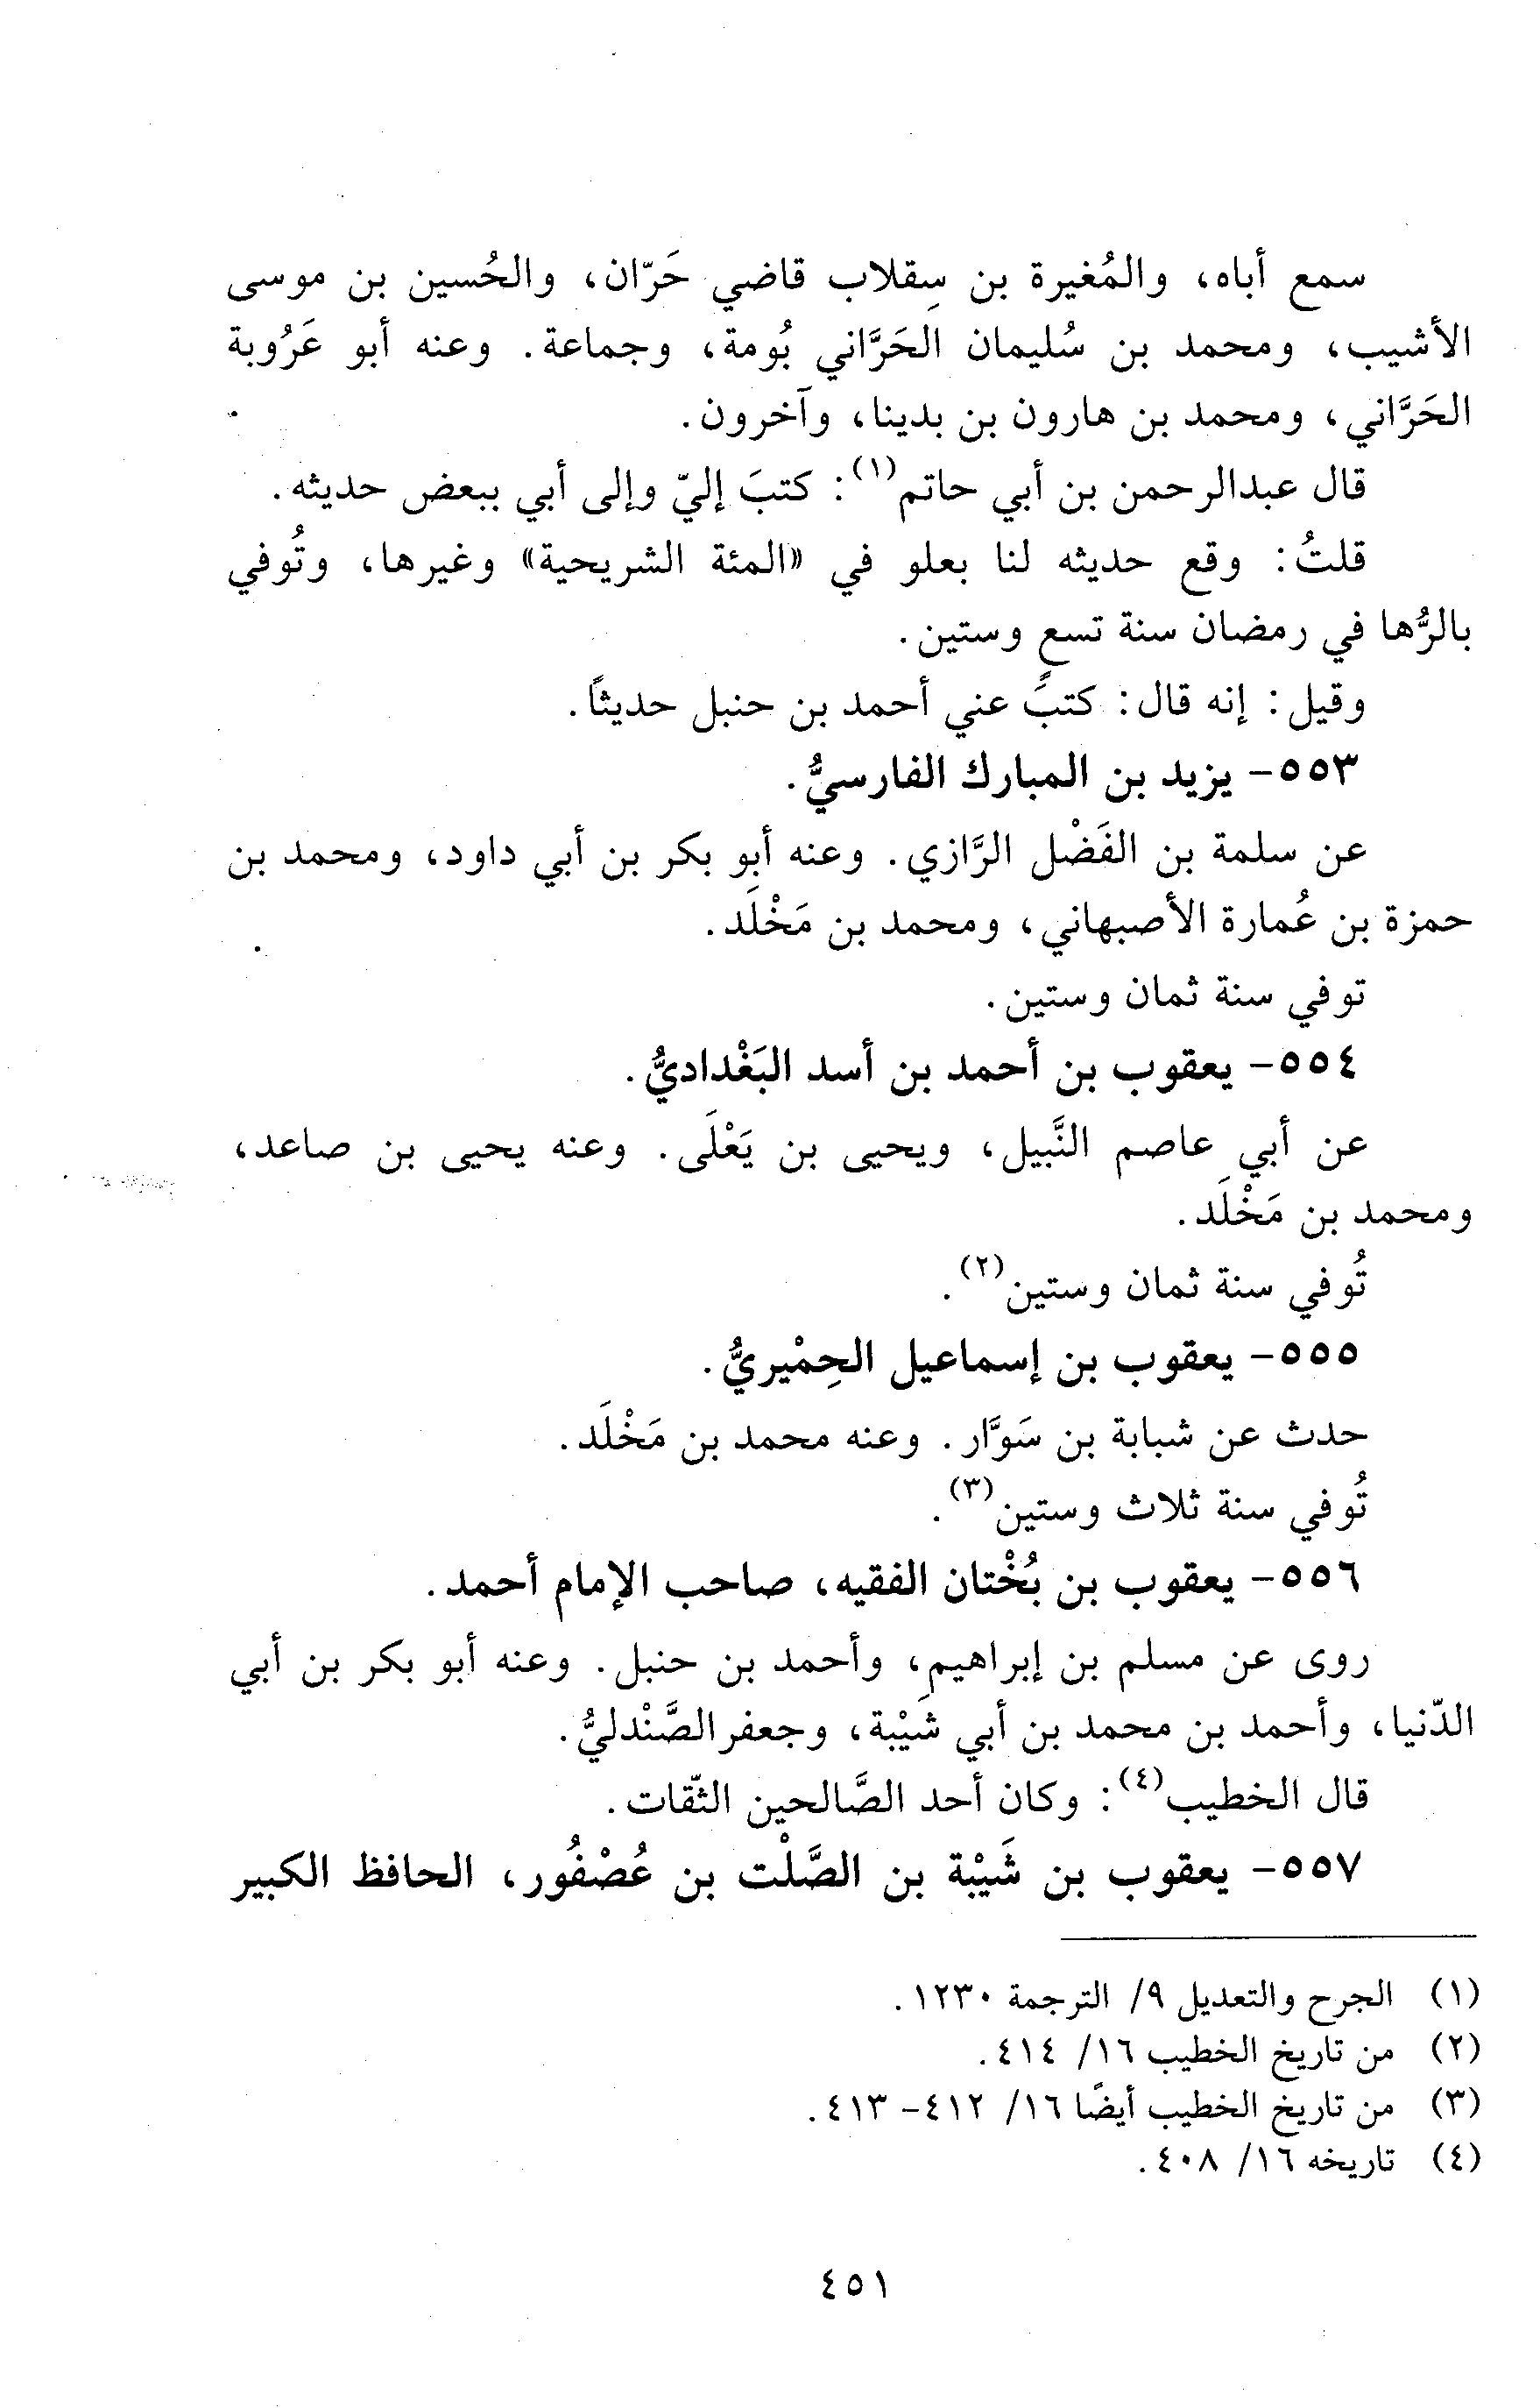 سمع أباه، والمُغيرة بن سِقلاب قاضي حَرّان، والحُسين بن موسى
الأشيب، ومحمد بن سُليمان الحَرَّاني بُومة، وجماعة. وعنه أبو عَرُوبة
الحَرَّاني، ومحمد بن هارون بن بدينا، وآخرون.
قال عبدالرحمن بن أبي حاتم(١): كتبَ إليّ وإلى أبي ببعض حديثه.
قلتُ: وقع حديثه لنا بعلو في «المئة الشريحية» وغيرها، وتُوفي
بالرُّها في رمضان سنة تسعٍ وستين.
وقيل: إنه قال: كتبَ عني أحمد بن حنبل حديثًا.
٥٥٣- يزيد بن المبارك الفارسيُّ.
عن سلمة بن الفَضْل الرَّازي. وعنه أبو بكر بن أبي داود، ومحمد بن
حمزة بن عُمارة الأصبهاني، ومحمد بن مَخْلَد.
توفي سنة ثمان وستين.
٥٥٤- يعقوب بن أحمد بن أسد البَغْداديُّ.
عن أبي عاصم النَّبيل، ويحيى بن يَعْلَى. وعنه يحيى بن صاعد،
ومحمد بن مَخْلَد.
تُوفي سنة ثمان وستين(٢).
٥٥٥- يعقوب بن إسماعيل الحِمْيريُّ.
حدث عن شبابة بن سَوَّار. وعنه محمد بن مَخْلَد.
تُوفي سنة ثلاث وستين(٣).
٥٥٦- يعقوب بن بُخْتان الفقيه، صاحب الإمام أحمد.
روى عن مسلم بن إبراهيم، وأحمد بن حنبل. وعنه أبو بكر بن أبي
الدّنيا، وأحمد بن محمد بن أبي شَيْبة، وجعفر الصَّنْدليُّ.
قال الخطيب(٤): وكان أحد الصَّالحين الثّقات.
٥٥٧- يعقوب بن شَيْبة بن الصَّلْت بن عُصْفُور، الحافظ الكبير
(١) الجرح والتعديل ٩/ الترجمة ١٢٣٠.
(٢) من تاريخ الخطيب ١٦/ ٤١٤.
(٣) من تاريخ الخطيب أيضًا ١٦/ ٤١٢- ٤١٣.
(٤) تاريخه ١٦/ ٤٠٨.
٤٥١